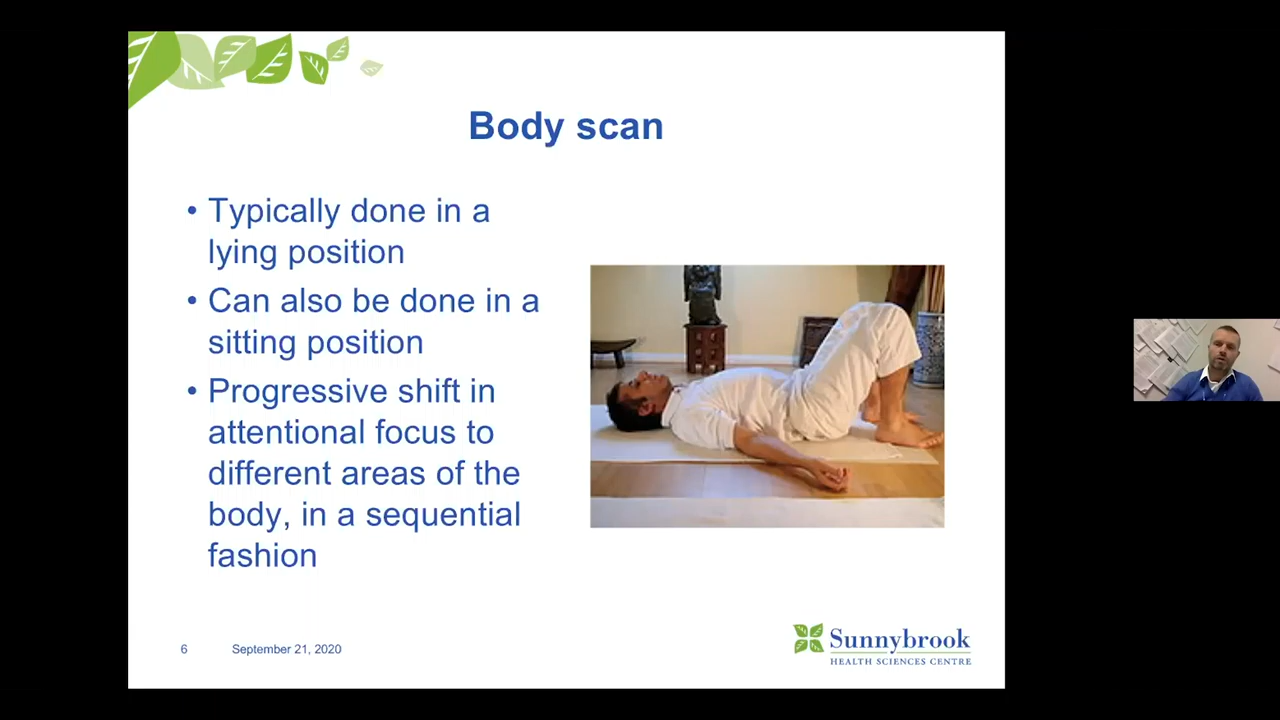 Body scan
• Typically done in a
lying position
• Can also be done in a
sitting position
• Progressive shift in
attentional focus to
different areas of the
body, in a sequential
fashion
6 September 21, 2020
Sunnybrook
HEALTH SCIENCES CENTRE